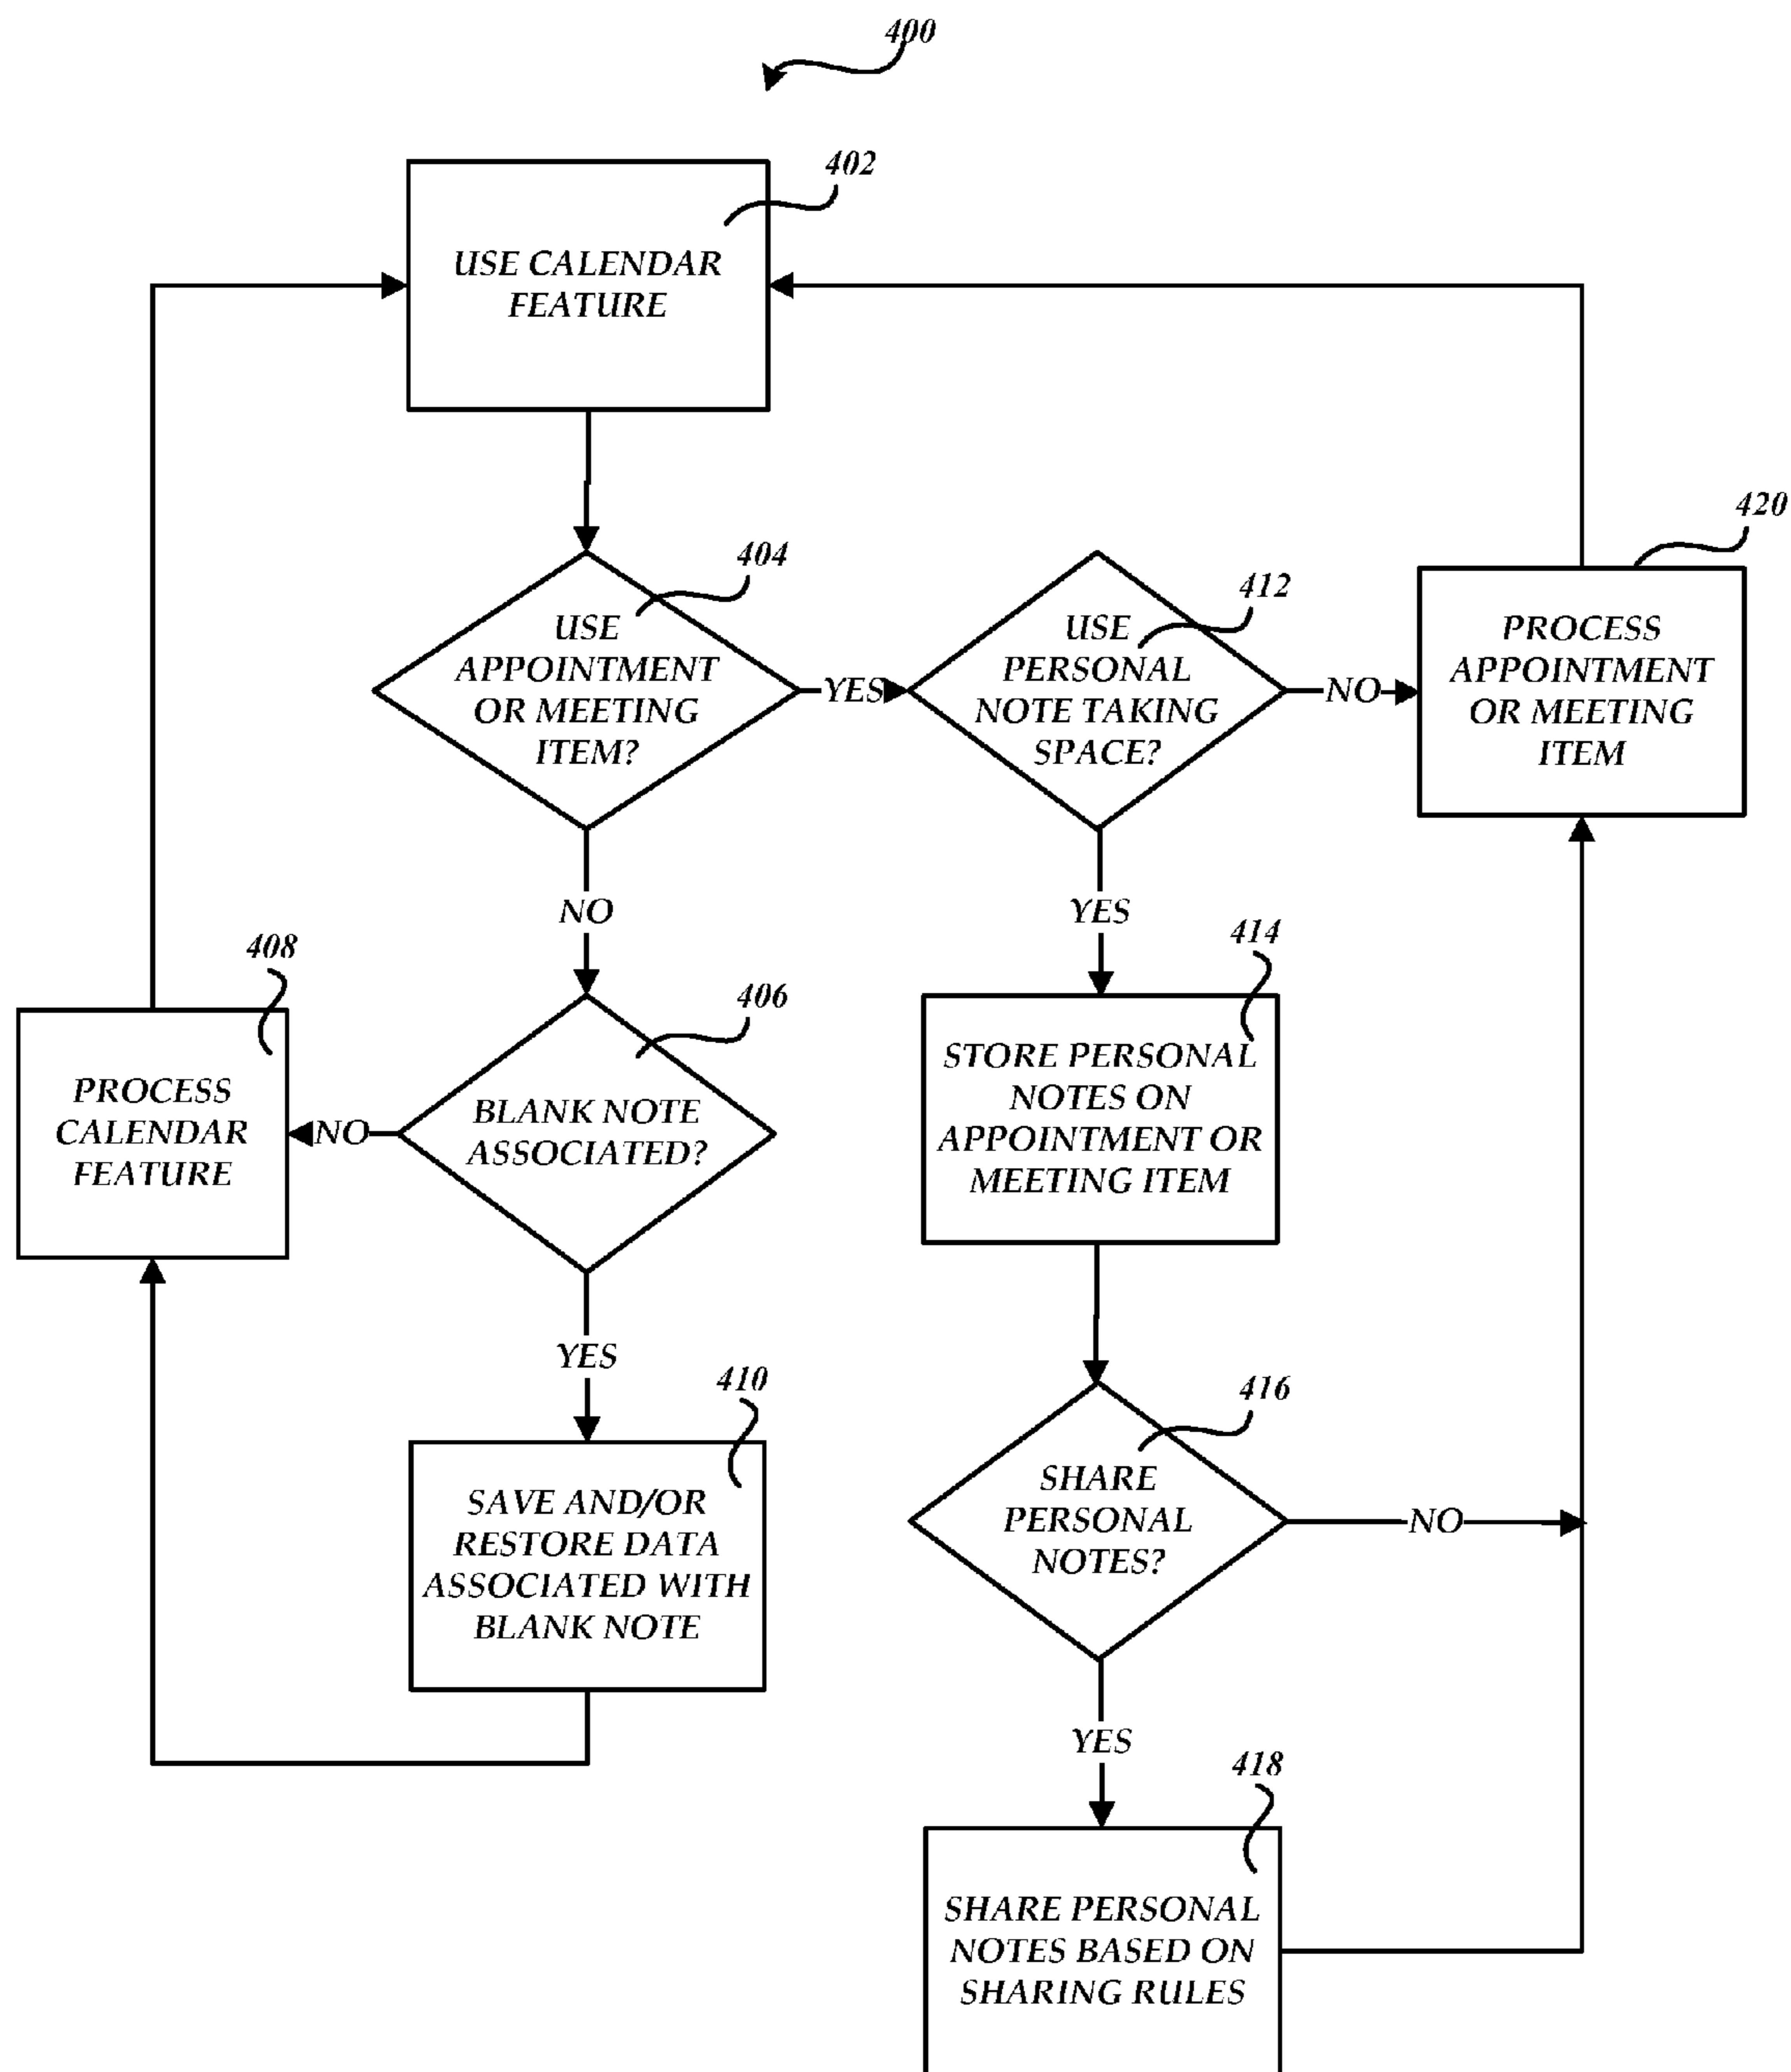 400
402
USE CALENDAR
FEATURE
404
USE
APPOINTMENT
OR MEETING
ITEM?
YES
412
USE
PERSONAL
NOTE TAKING
SPACE?
NO
420
PROCESS
APPOINTMENT
OR MEETING
ITEM
NO
YES
408
PROCESS
CALENDAR
FEATURE
NO
406
BLANK NOTE
ASSOCIATED?
414
STORE PERSONAL
NOTES ON
APPOINTMENT OR
MEETING ITEM
YES
410
SAVE AND/OR
RESTORE DATA
ASSOCIATED WITH
BLANK NOTE
416
SHARE
PERSONAL
NOTES?
NO
YES
418
SHARE PERSONAL
NOTES BASED ON
SHARING RULES